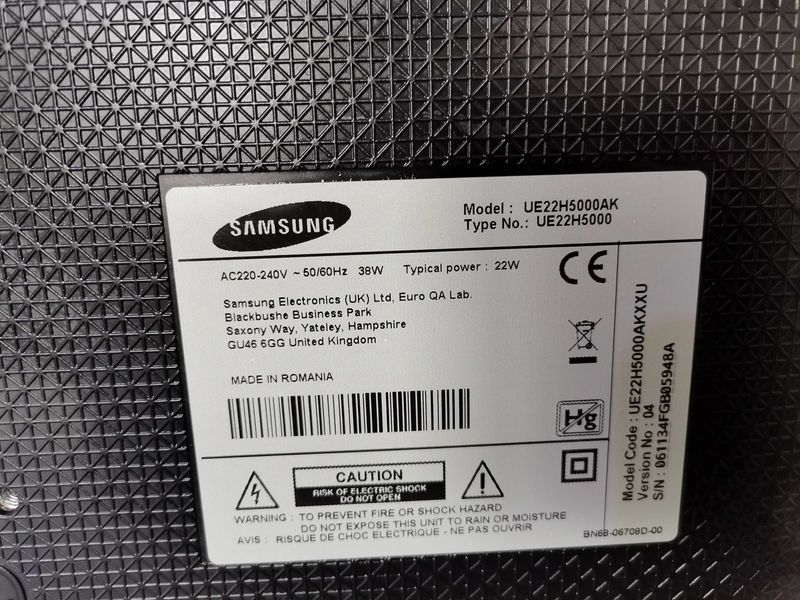 SAMSUNG
Model : UE22H5000AK
Type No.: UE22H5000
AC220-240V ~ 50/60Hz 38W Typical power : 22W
CE
Samsung Electronics (UK) Ltd, Euro QA Lab.
Blackbushe Business Park
Saxony Way, Yateley, Hampshire
GU46 6GG United Kingdom
MADE IN ROMANIA
Hg
CAUTION
RISK OF ELECTRIC SHOCK
DO NOT OPEN
WARNING : TO PREVENT FIRE OR SHOCK HAZARD
DO NOT EXPOSE THIS UNIT TO RAIN OR MOISTURE
AVIS : RISQUE DE CHOC ELECTRIQUE - NE PAS OUVRIR
BN68-06708D-00
Model Code : UE22H5000AKXXU
Version No : 04
S/N : 061134FGB05948A